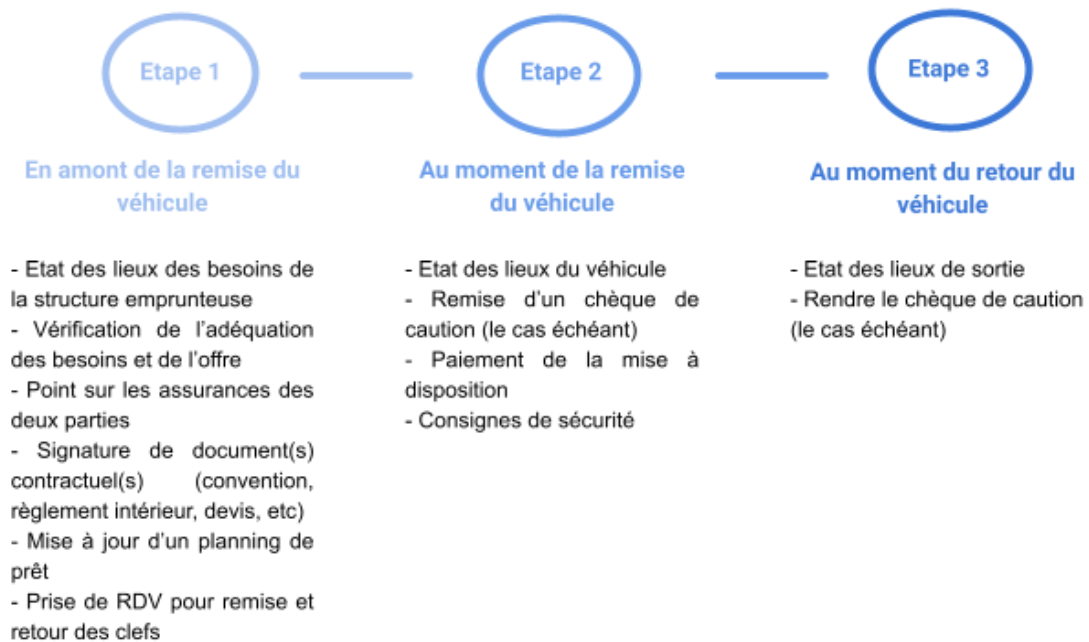 Etape 1
En amont de la remise du
véhicule
- Etat des lieux des besoins de
la structure emprunteuse
- Vérification de l'adéquation
des besoins et de l'offre
- Point sur les assurances des
deux parties
- Signature de document(s)
contractuel(s) (convention,
règlement intérieur, devis, etc)
- Mise à jour d'un planning de
prêt
- Prise de RDV pour remise et
retour des clefs
Etape 2
Au moment de la remise
du véhicule
- Etat des lieux du véhicule
- Remise d'un chèque de
caution (le cas échéant)
- Paiement de la mise à
disposition
- Consignes de sécurité
Etape 3
Au moment du retour du
véhicule
- Etat des lieux de sortie
- Rendre le chèque de caution
(le cas échéant)